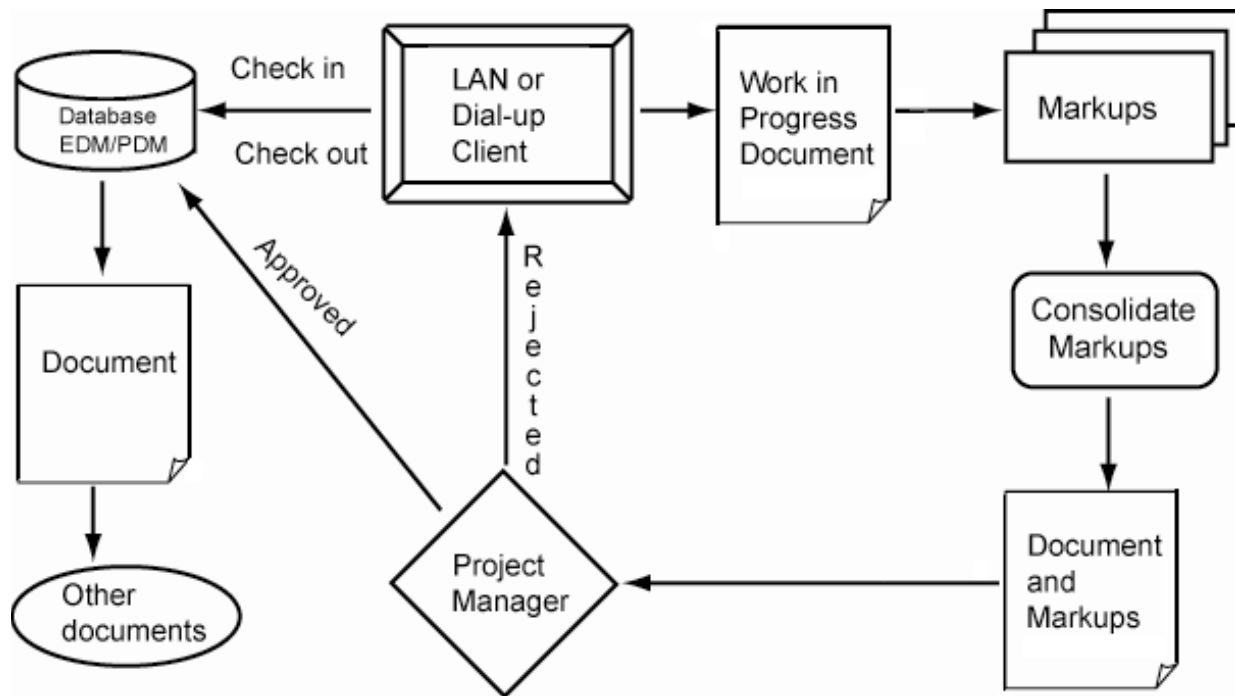 Check in
Database
EDM/PDM
Check out
LAN or
Dial-up
Client
Work in
Progress
Document
Markups
Approved
Rejected
Consolidate
Markups
Document
Other
documents
Project
Manager
Document
and
Markups